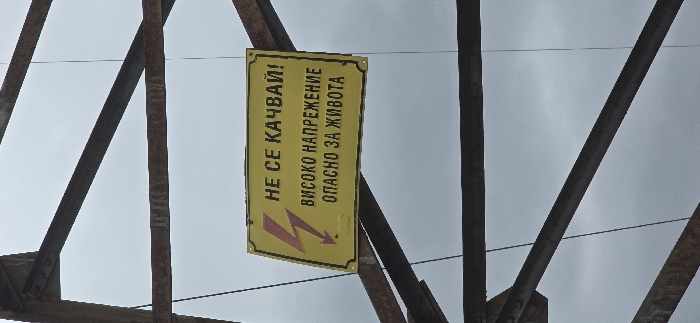 НЕ СЕ КАЧВАЙ!
ВИСОКО НАПРЕЖЕНИЕ
ОПАСНО ЗА ЖИВОТА